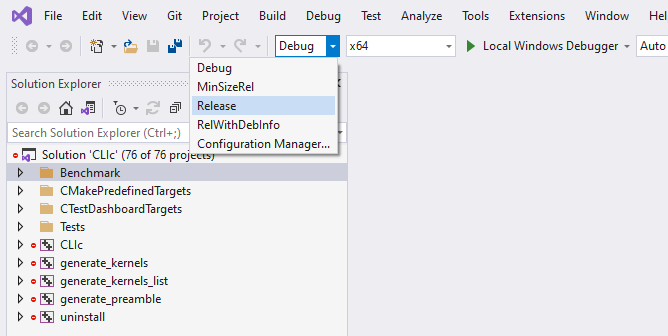 File Edit View Git Project Build Debug Test Analyze Tools Extensions Window He
Debug x64 Local Windows Debugger Auto
Debug
MinSizeRel
Release
RelWithDebInfo
Configuration Manager...
Solution Explorer
Search Solution Explorer (Ctrl+;)
Solution 'CLIc' (76 of 76 projects)
Benchmark
CMakePredefinedTargets
CTestDashboardTargets
Tests
CLIc
generate_kernels
generate_kernels_list
generate_preamble
uninstall